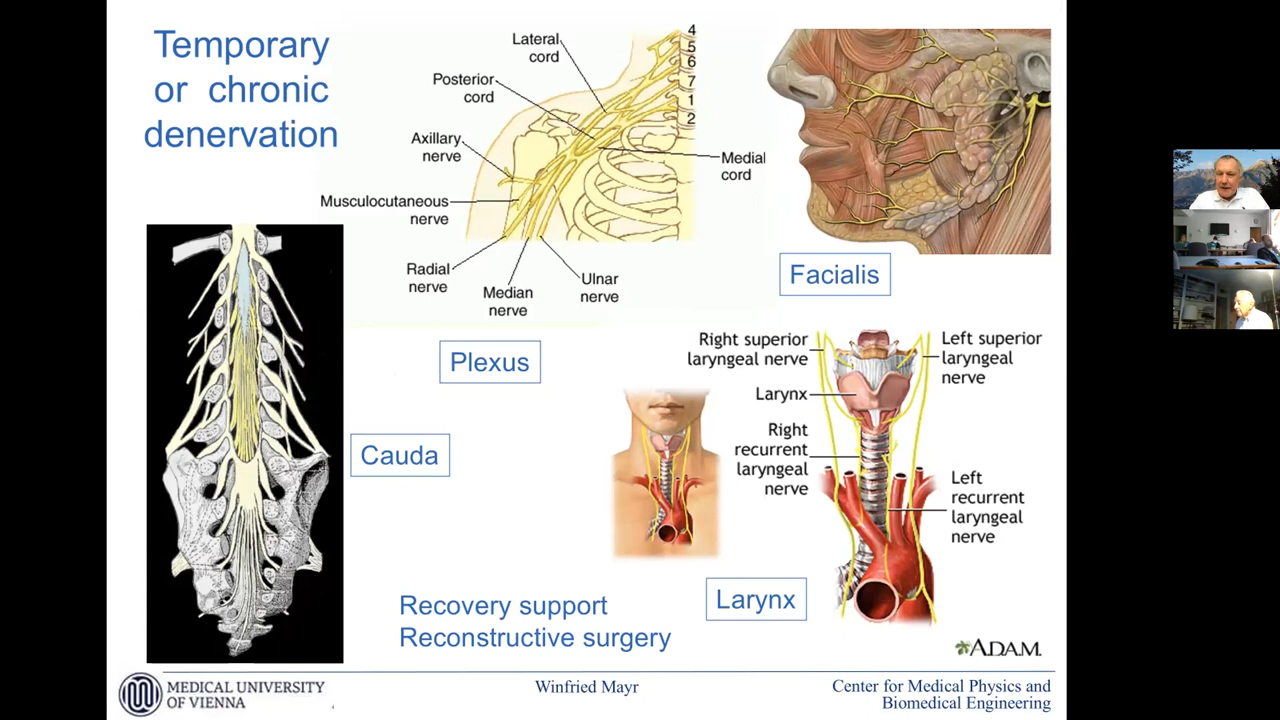 Temporary
or chronic
denervation
Lateral
cord
Posterior
cord
Axillary
nerve
Musculocutaneous
nerve
Radial
nerve
Median
nerve
Ulnar
nerve
Medial
cord
4
5
6
7
1
2
Plexus
Facialis
Cauda
Right superior
laryngeal nerve
Larynx
Right
recurrent
laryngeal
nerve
Left superior
laryngeal
nerve
Left
recurrent
laryngeal
nerve
Larynx
ADAM.
Recovery support
Reconstructive surgery
MEDICAL UNIVERSITY
OF VIENNA
Winfried Mayr
Center for Medical Physics and
Biomedical Engineering